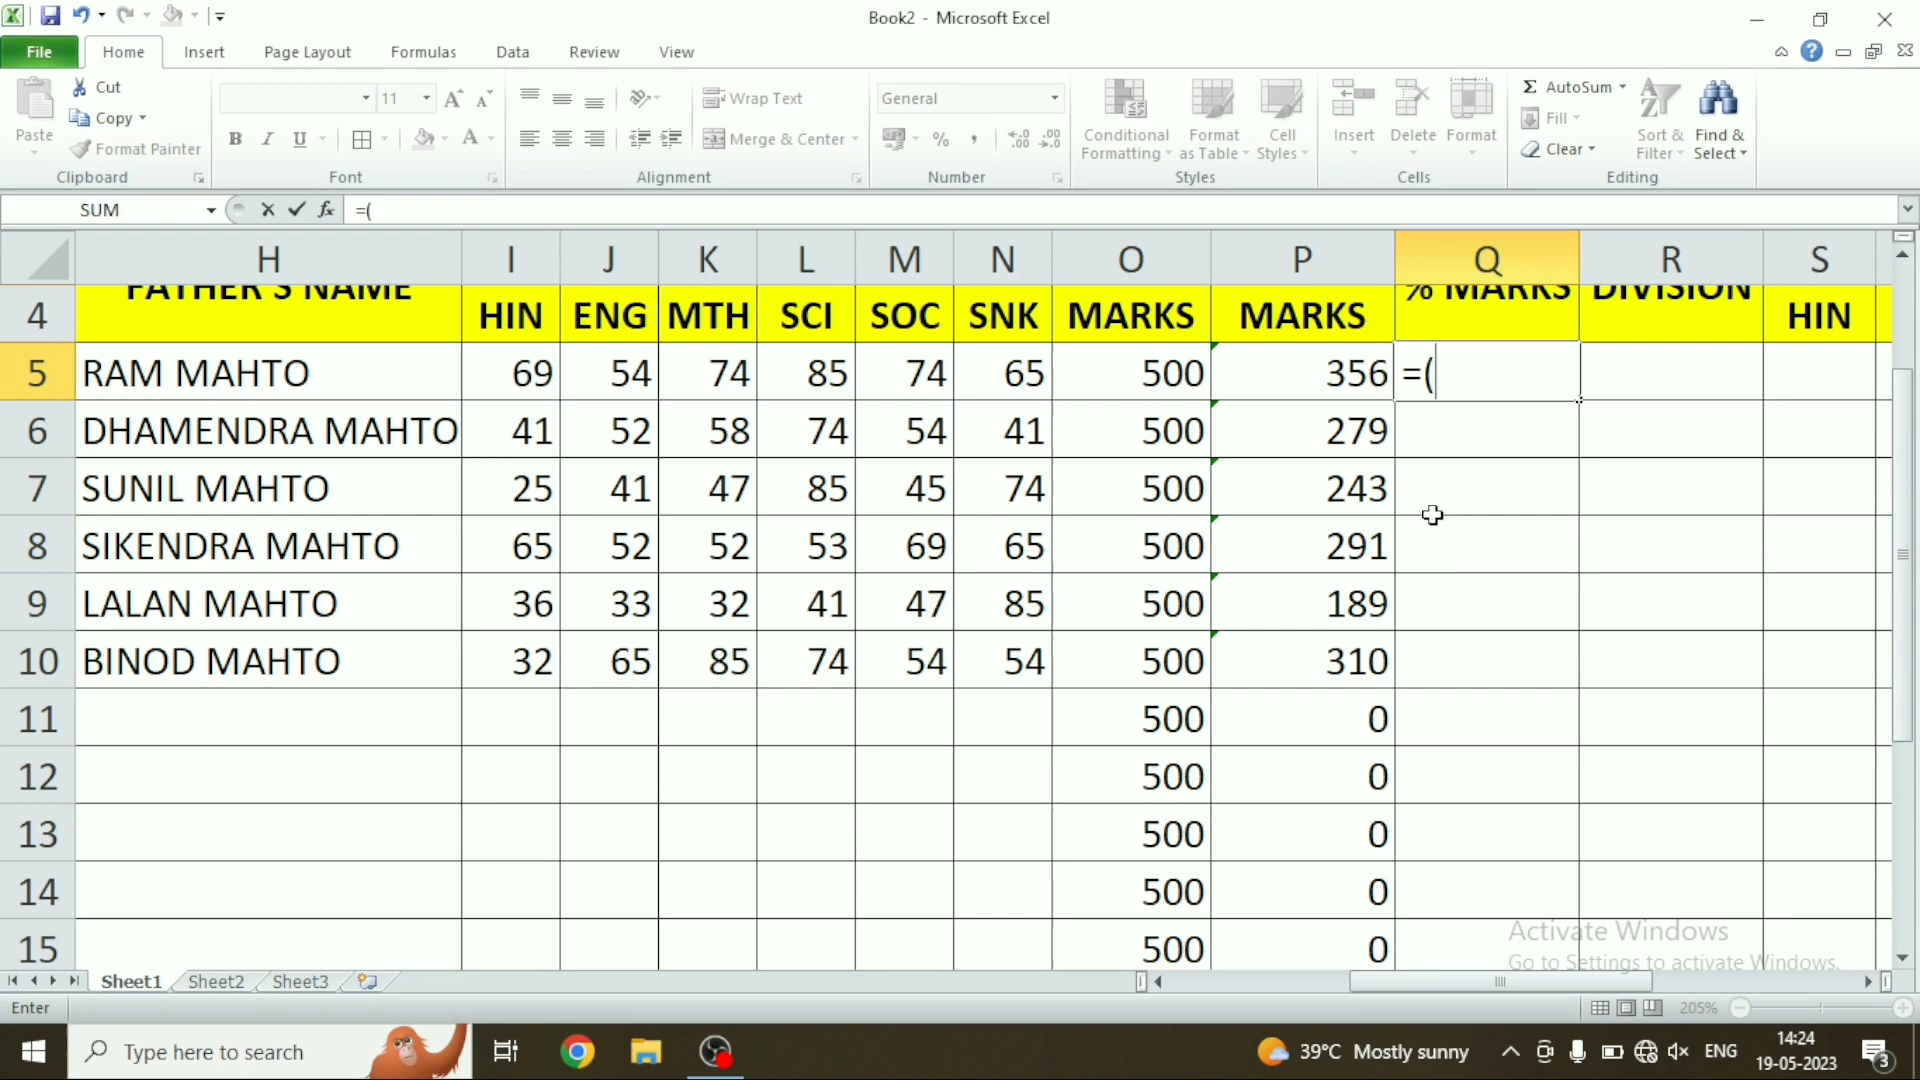 Book2 - Microsoft Excel
File Home Insert Page Layout Formulas Data Review View
Paste
Cut
Copy
Format Painter
Clipboard
11
B I U
Font
Wrap Text
Merge & Center
Alignment
General
%
Number
Conditional Formatting
Format as Table
Cell Styles
Styles
Insert Delete Format
Cells
Σ AutoSum
Fill
Clear
Sort & Filter
Find & Select
Editing
SUM fx =(
H I J K L M N O P Q R S
4 FATHER'S NAME HIN ENG MTH SCI SOC SNK MARKS MARKS % MARKS DIVISION HIN
5 RAM MAHTO 69 54 74 85 74 65 500 356 =(
6 DHAMENDRA MAHTO 41 52 58 74 54 41 500 279
7 SUNIL MAHTO 25 41 47 85 45 74 500 243
8 SIKENDRA MAHTO 65 52 52 53 69 65 500 291
9 LALAN MAHTO 36 33 32 41 47 85 500 189
10 BINOD MAHTO 32 65 85 74 54 54 500 310
11 500 0
12 500 0
13 500 0
14 500 0
15 500 0
Activate Windows
Go to Settings to activate Windows.
Sheet1 Sheet2 Sheet3
Enter 205%
Type here to search
39°C Mostly sunny
ENG
14:24
19-05-2023
3